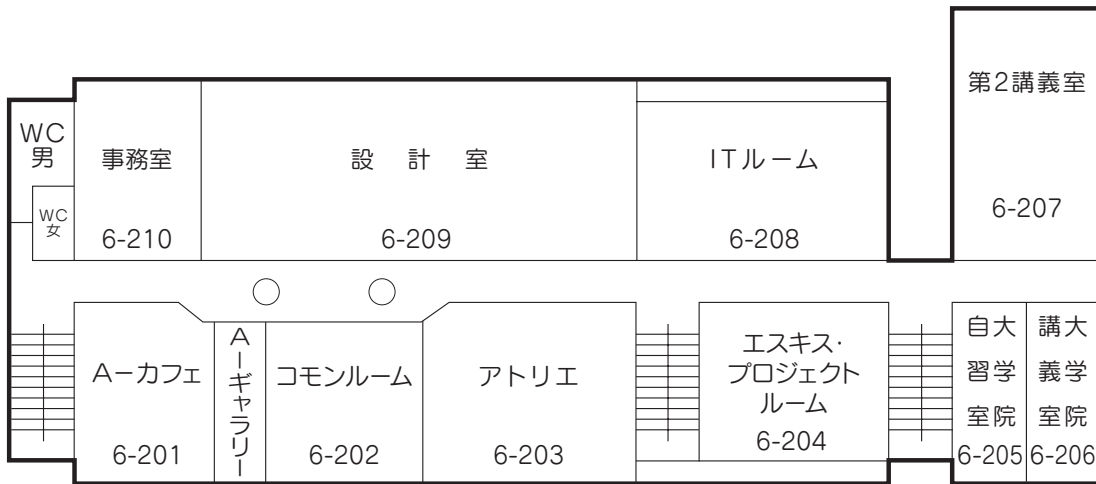 WC
男
WC
女
事務室
6-210
設計室
6-209
ITルーム
6-208
第2講義室
6-207
A－カフェ
6-201
A－ギャラリー
コモンルーム
6-202
アトリエ
6-203
エスキス・
プロジェクト
ルーム
6-204
大学院
自習室
6-205
大学院
講義室
6-206